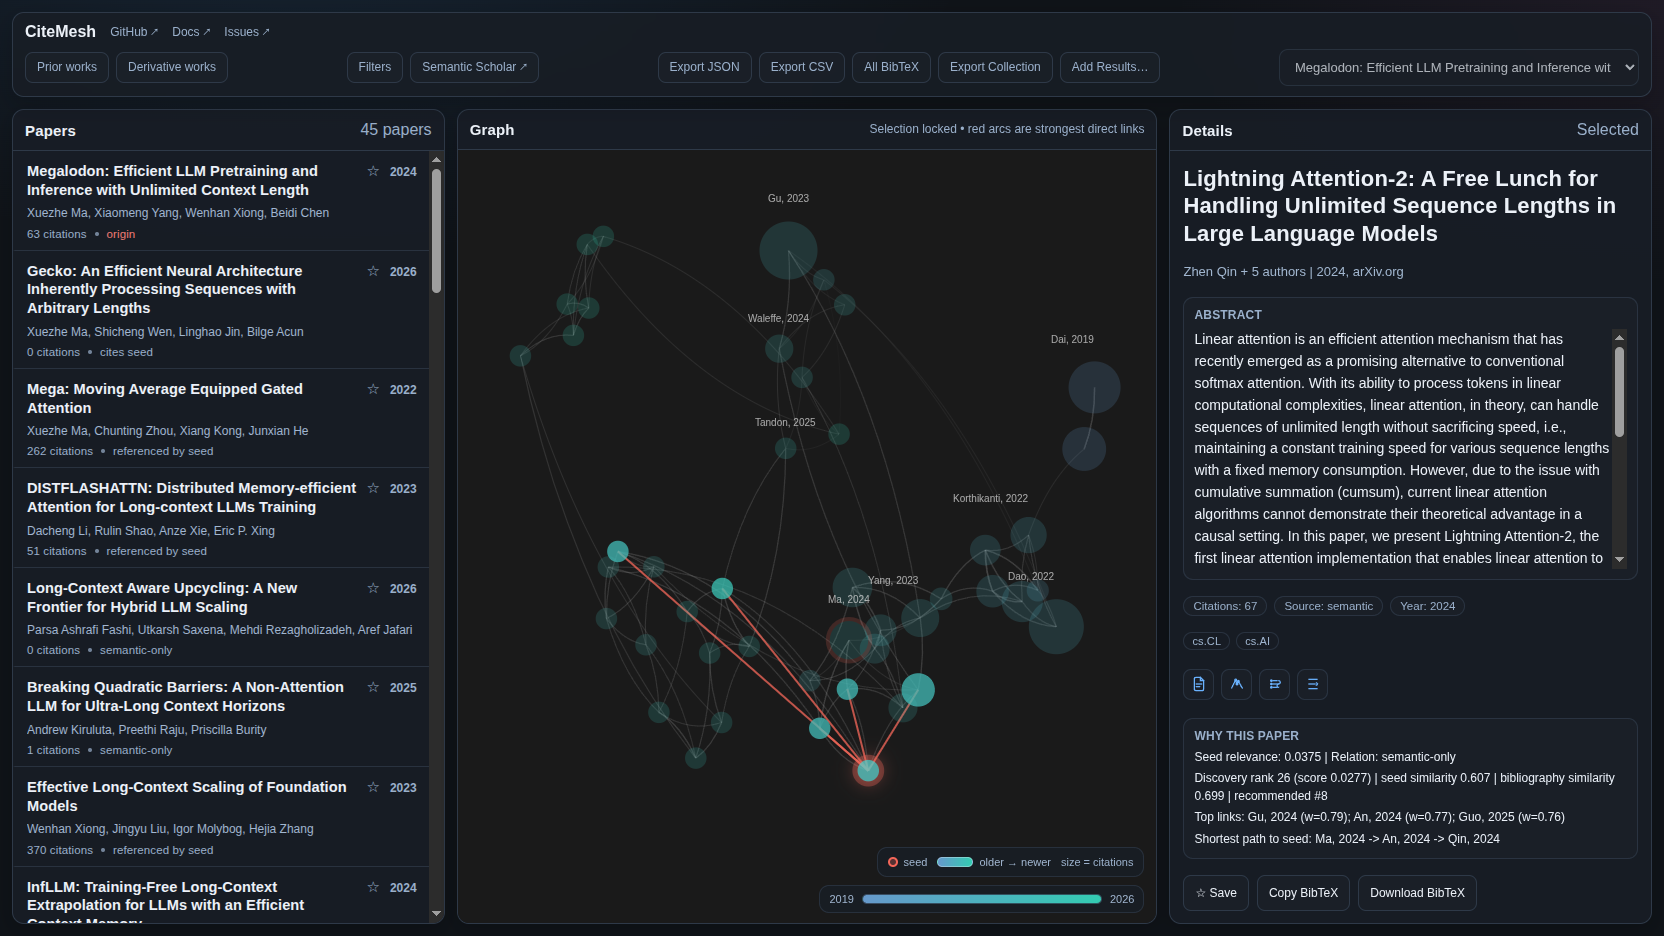 CiteMesh GitHub ↗ Docs ↗ Issues ↗
Prior works Derivative works Filters Semantic Scholar ↗ Export JSON Export CSV All BibTeX Export Collection Add Results… Megalodon: Efficient LLM Pretraining and Inference wit
Papers 45 papers
Megalodon: Efficient LLM Pretraining and ☆ 2024
Inference with Unlimited Context Length
Xuezhe Ma, Xiaomeng Yang, Wenhan Xiong, Beidi Chen
63 citations • origin
Gecko: An Efficient Neural Architecture ☆ 2026
Inherently Processing Sequences with
Arbitrary Lengths
Xuezhe Ma, Shicheng Wen, Linghao Jin, Bilge Acun
0 citations • cites seed
Mega: Moving Average Equipped Gated ☆ 2022
Attention
Xuezhe Ma, Chunting Zhou, Xiang Kong, Junxian He
262 citations • referenced by seed
DISTFLASHATTN: Distributed Memory-efficient ☆ 2023
Attention for Long-context LLMs Training
Dacheng Li, Rulin Shao, Anze Xie, Eric P. Xing
51 citations • referenced by seed
Long-Context Aware Upcycling: A New ☆ 2026
Frontier for Hybrid LLM Scaling
Parsa Ashrafi Fashi, Utkarsh Saxena, Mehdi Rezagholizadeh, Aref Jafari
0 citations • semantic-only
Breaking Quadratic Barriers: A Non-Attention ☆ 2025
LLM for Ultra-Long Context Horizons
Andrew Kiruluta, Preethi Raju, Priscilla Burity
1 citations • semantic-only
Effective Long-Context Scaling of Foundation ☆ 2023
Models
Wenhan Xiong, Jingyu Liu, Igor Molybog, Hejia Zhang
370 citations • referenced by seed
InfLLM: Training-Free Long-Context ☆ 2024
Extrapolation for LLMs with an Efficient
Context Memory
Graph Selection locked • red arcs are strongest direct links
Gu, 2023
Waleffe, 2024
Dai, 2019
Tandon, 2025
Korthikanti, 2022
Yang, 2023
Dao, 2022
Ma, 2024
seed older → newer size = citations
2019 2026
Details Selected
Lightning Attention-2: A Free Lunch for
Handling Unlimited Sequence Lengths in
Large Language Models
Zhen Qin + 5 authors | 2024, arXiv.org
ABSTRACT
Linear attention is an efficient attention mechanism that has
recently emerged as a promising alternative to conventional
softmax attention. With its ability to process tokens in linear
computational complexities, linear attention, in theory, can handle
sequences of unlimited length without sacrificing speed, i.e.,
maintaining a constant training speed for various sequence lengths
with a fixed memory consumption. However, due to the issue with
cumulative summation (cumsum), current linear attention
algorithms cannot demonstrate their theoretical advantage in a
causal setting. In this paper, we present Lightning Attention-2, the
first linear attention implementation that enables linear attention to
Citations: 67 Source: semantic Year: 2024
cs.CL cs.AI
WHY THIS PAPER
Seed relevance: 0.0375 | Relation: semantic-only
Discovery rank 26 (score 0.0277) | seed similarity 0.607 | bibliography similarity
0.699 | recommended #8
Top links: Gu, 2024 (w=0.79); An, 2024 (w=0.77); Guo, 2025 (w=0.76)
Shortest path to seed: Ma, 2024 -> An, 2024 -> Qin, 2024
☆ Save Copy BibTeX Download BibTeX